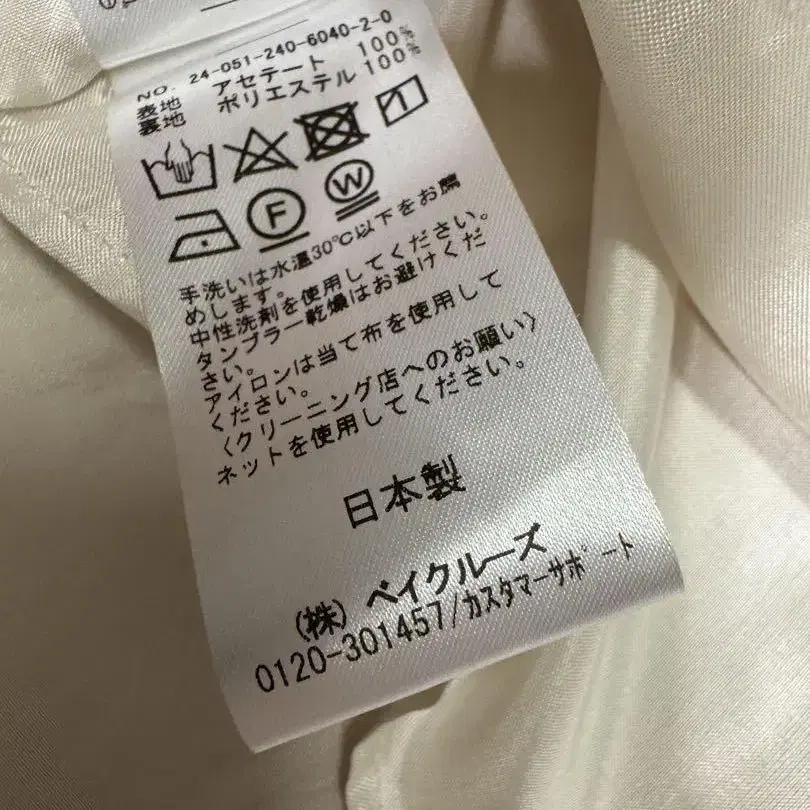 NO. 24-051-240-6040-2-0
表地 アセテート 100%
裏地 ポリエステル 100%
F
W
手洗いは水温30℃以下をお薦
めします。
中性洗剤を使用してください。
タンブラー乾燥はお避けくだ
さい。
アイロンは当て布を使用して
ください。
〈クリーニング店へのお願い〉
ネットを使用してください。
日本製
(株) ベイクルーズ
0120-301457/カスタマーサポート